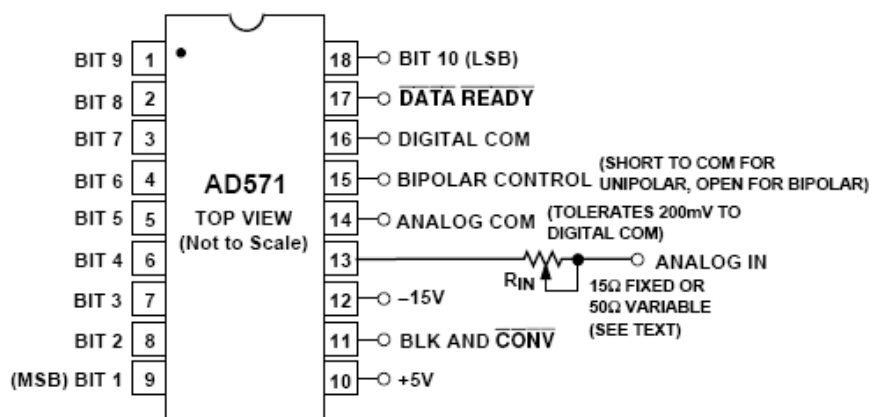 BIT 9 1
18 BIT 10 (LSB)
BIT 8 2
17 DATA READY
BIT 7 3
16 DIGITAL COM
BIT 6 4
AD571
15 BIPOLAR CONTROL
(SHORT TO COM FOR
UNIPOLAR, OPEN FOR BIPOLAR)
BIT 5 5
TOP VIEW
(Not to Scale)
14 ANALOG COM
(TOLERATES 200mV TO
DIGITAL COM)
BIT 4 6
13
RIN
ANALOG IN
15Ω FIXED OR
50Ω VARIABLE
(SEE TEXT)
BIT 3 7
12 –15V
BIT 2 8
11 BLK AND CONV
(MSB) BIT 1 9
10 +5V